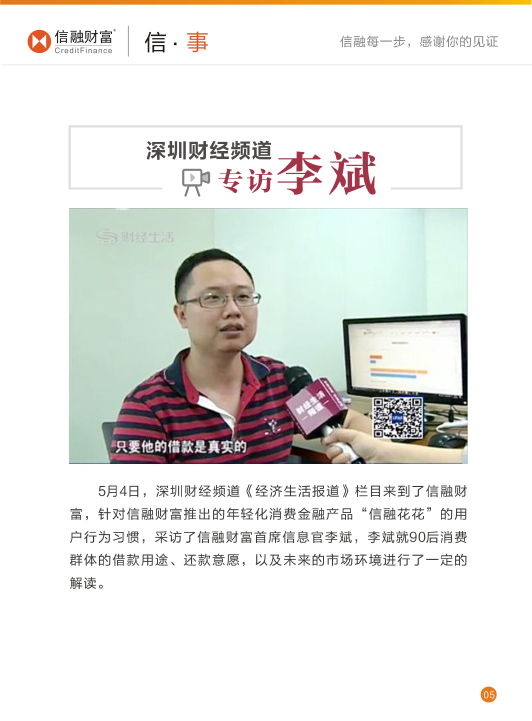 信融财富
CreditFinance
信·事
信融每一步，感谢你的见证
深圳财经频道
专访李斌
财经生活
财经生活
频道
只要他的借款是真实的
5月4日，深圳财经频道《经济生活报道》栏目来到了信融财
富，针对信融财富推出的年轻化消费金融产品“信融花花”的用
户行为习惯，采访了信融财富首席信息官李斌，李斌就90后消费
群体的借款用途、还款意愿，以及未来的市场环境进行了一定的
解读。
05